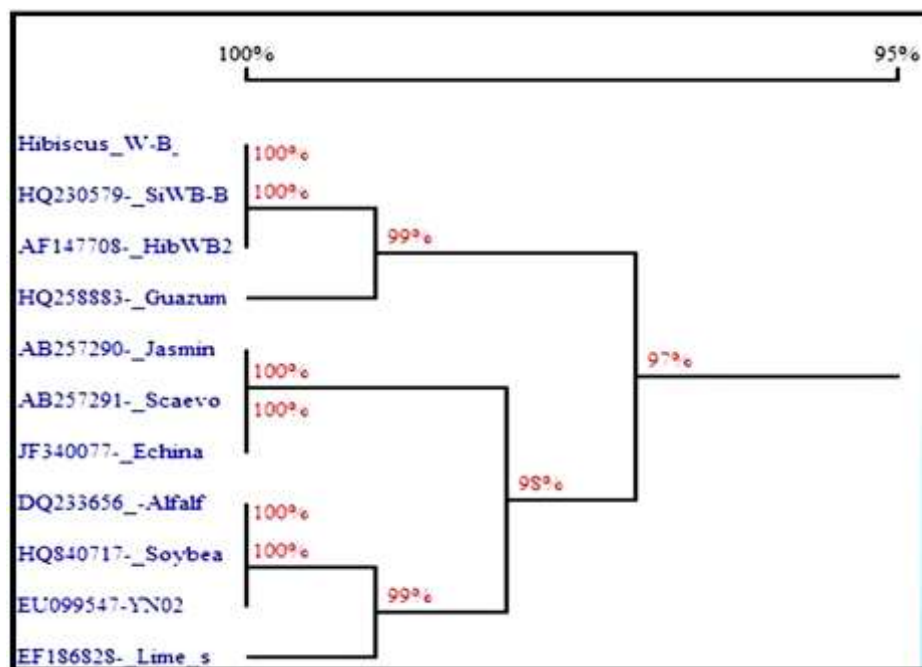 100% 95%
Hibiscus_W-B_
100%
HQ230579-_SiWB-B 100%
99%
AF147708-_HibWB2
HQ258883-_Guazum
AB257290-_Jasmin
100%
97%
AB257291-_Scaevo 100%
JF340077-_Echina
98%
DQ233656_-Alfalf
100%
HQ840717-_Soybea 100%
99%
EU099547-YN02
EF186828-_Lime_s